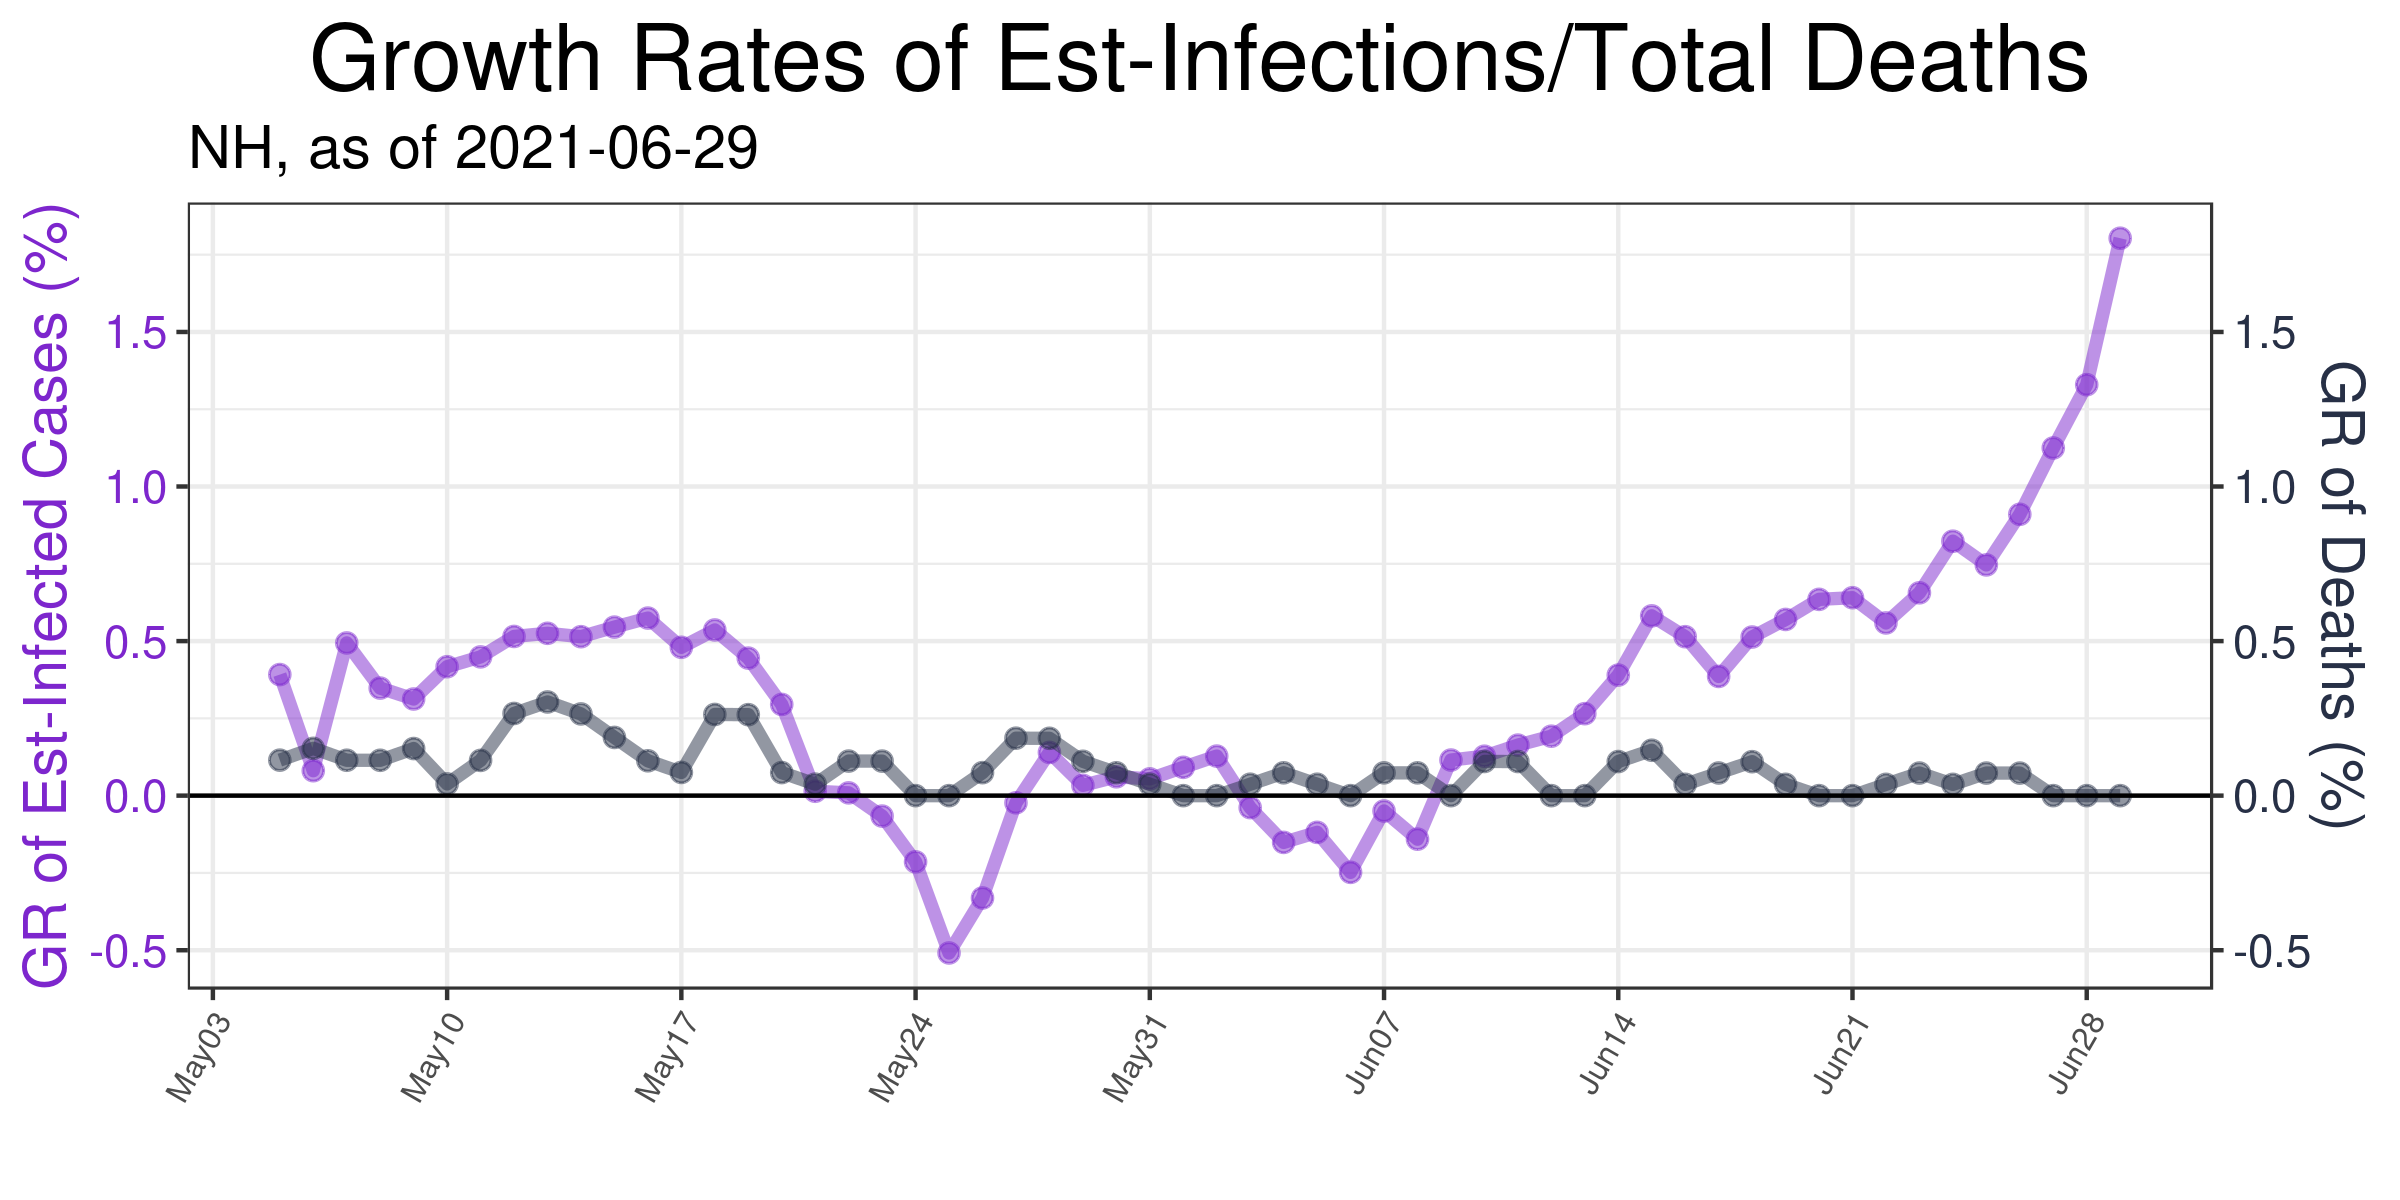 Growth Rates of Est-Infections/Total Deaths
NH, as of 2021-06-29
GR of Est-Infected Cases (%)
1.5
1.0
0.5
0.0
-0.5
1.5
1.0
0.5
0.0
-0.5
GR of Deaths (%)
May03
May10
May17
May24
May31
Jun07
Jun14
Jun21
Jun28